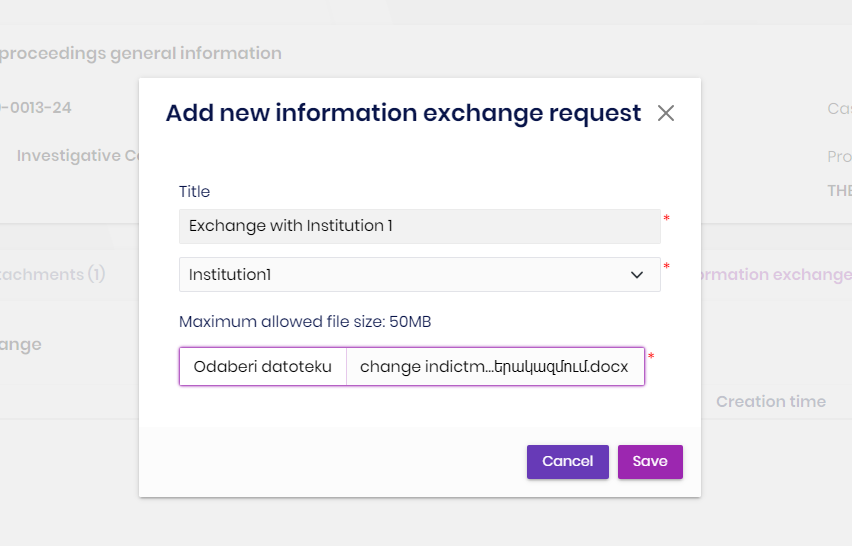 proceedings general information
-0013-24
Cas
Investigative Co
Pro
THE
Add new information exchange request
Title
Exchange with Institution 1 *
Institution1 *
Maximum allowed file size: 50MB
Odaberi datoteku change indictm...երակազմում.docx *
tachments (1)
rmation exchange
ange
Creation time
Cancel Save